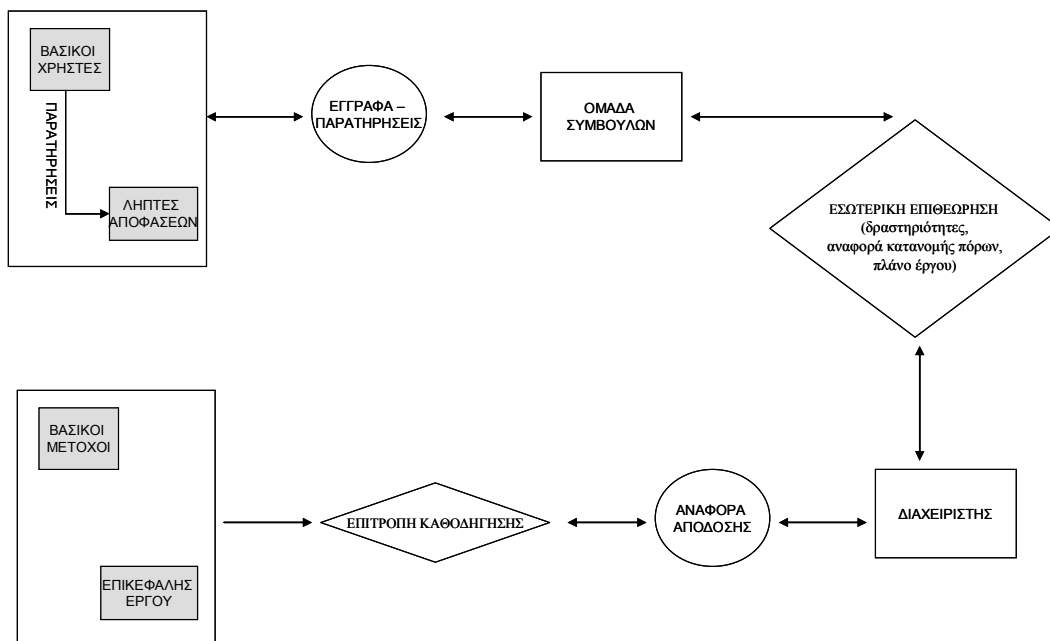 ΒΑΣΙΚΟΙ
ΧΡΗΣΤΕΣ
ΠΑΡΑΤΗΡΗΣΕΙΣ
ΛΗΠΤΕΣ
ΑΠΟΦΑΣΕΩΝ
ΕΓΓΡΑΦΑ –
ΠΑΡΑΤΗΡΗΣΕΙΣ
ΟΜΑΔΑ
ΣΥΜΒΟΥΛΩΝ
ΕΣΩΤΕΡΙΚΗ ΕΠΙΘΕΩΡΗΣΗ
(δραστηριότητες,
αναφορά κατανομής πόρων,
πλάνο έργου)
ΒΑΣΙΚΟΙ
ΜΕΤΟΧΟΙ
ΕΠΙΚΕΦΑΛΗΣ
ΕΡΓΟΥ
ΕΠΙΤΡΟΠΗ ΚΑΘΟΔΗΓΗΣΗΣ
ΑΝΑΦΟΡΑ
ΑΠΟΔΟΣΗΣ
ΔΙΑΧΕΙΡΙΣΤΗΣ